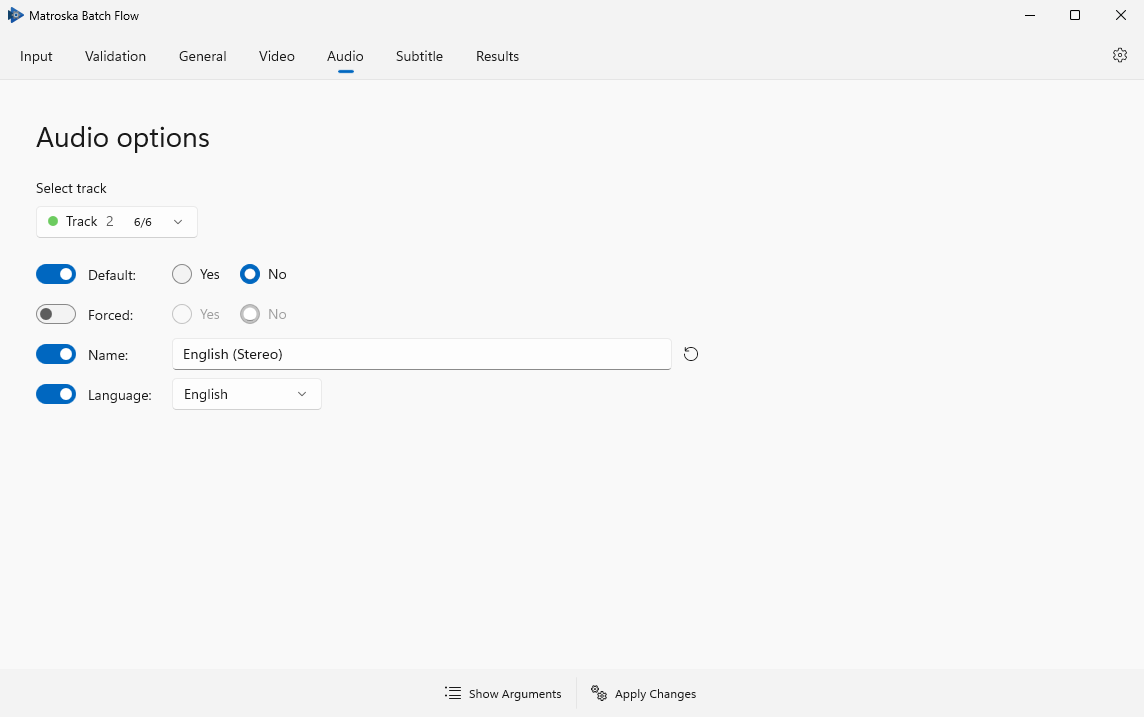 Matroska Batch Flow
Input Validation General Video Audio Subtitle Results
Audio options
Select track
Track 2 6/6
Default: Yes No
Forced: Yes No
Name: English (Stereo)
Language: English
Show Arguments Apply Changes